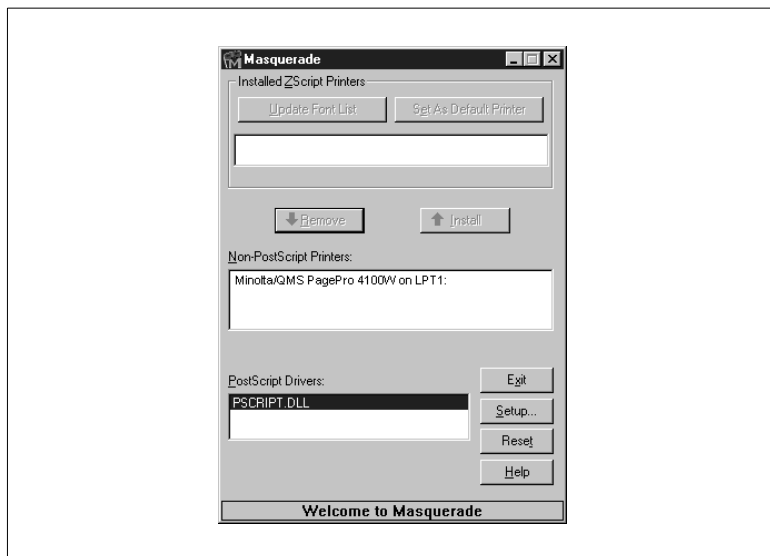 Masquerade
Installed ZScript Printers
Update Font List
Set As Default Printer
Remove
Install
Non-PostScript Printers:
Minolta/QMS PagePro 4100W on LPT1:
PostScript Drivers:
PSCRIPT.DLL
Exit
Setup...
Reset
Help
Welcome to Masquerade